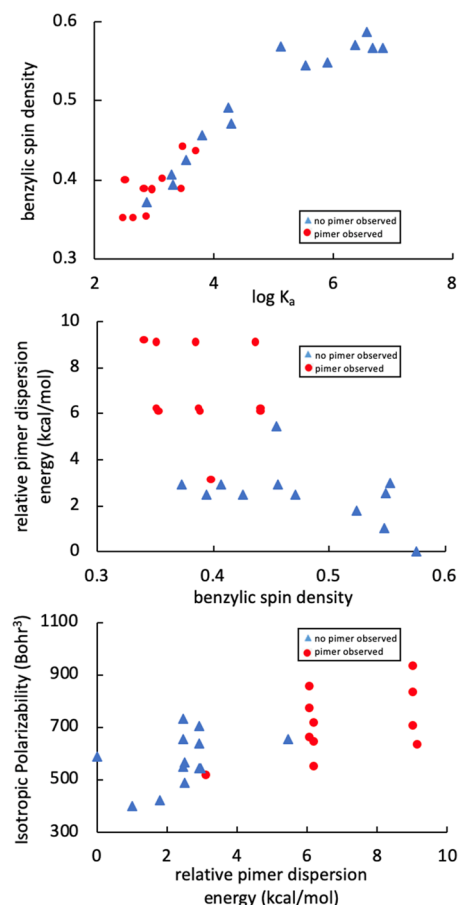 0.6
0.5
0.4
0.3
benzylic spin density
no pimer observed
pimer observed
2
4
6
8
log Kₐ
10
8
6
4
2
0
relative pimer dispersion
energy (kcal/mol)
no pimer observed
pimer observed
0.3
0.4
0.5
0.6
benzylic spin density
1100
900
700
500
300
Isotropic Polarizability (Bohr³)
no pimer observed
pimer observed
0
2
4
6
8
10
relative pimer dispersion
energy (kcal/mol)